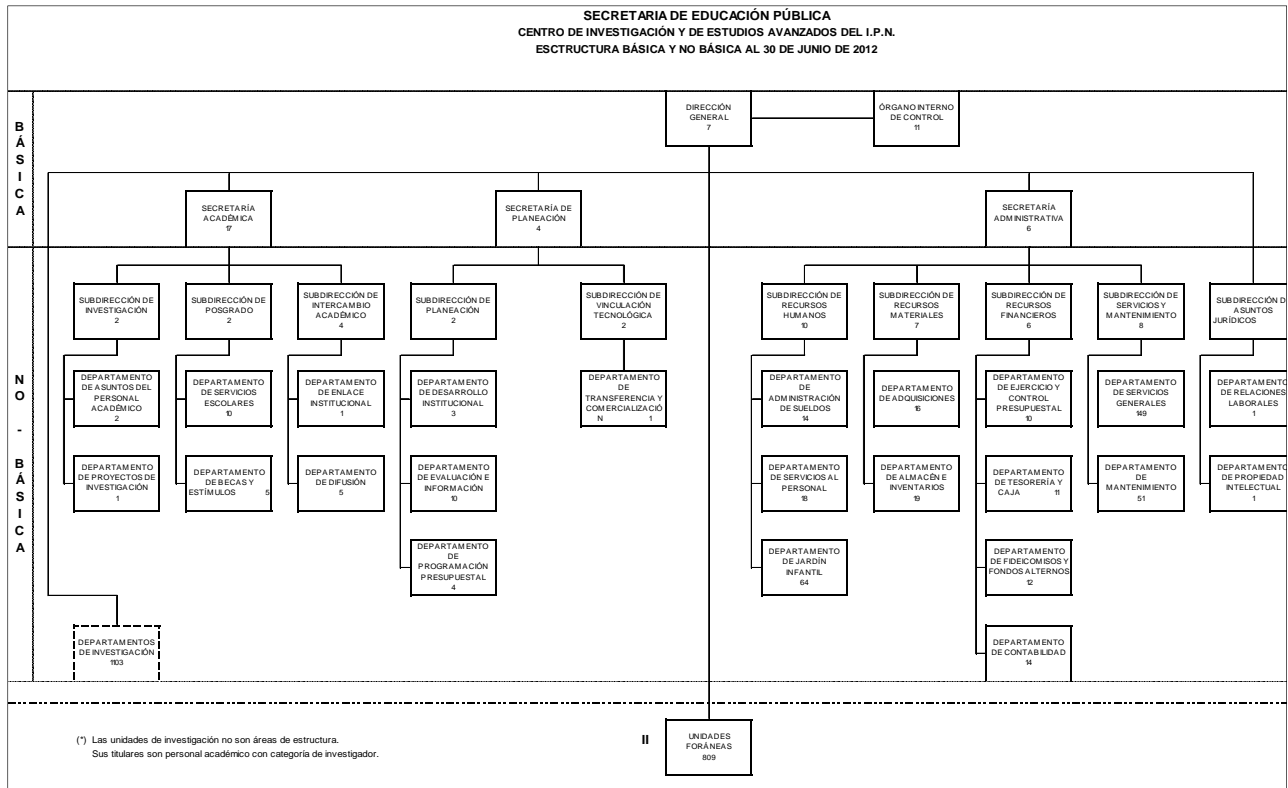 SECRETARIA DE EDUCACIÓN PÚBLICA
CENTRO DE INVESTIGACIÓN Y DE ESTUDIOS AVANZADOS DEL I.P.N.
ESCTRUCTURA BÁSICA Y NO BÁSICA AL 30 DE JUNIO DE 2012
BÁSICA
DIRECCIÓN
GENERAL
7
ÓRGANO INTERNO
DE CONTROL
11
SECRETARÍA
ACADÉMICA
17
SECRETARÍA DE
PLANEACIÓN
4
SECRETARÍA
ADMINISTRATIVA
6
NO - BÁSICA
SUBDIRECCIÓN DE
INVESTIGACIÓN
2
SUBDIRECCIÓN DE
POSGRADO
2
SUBDIRECCIÓN DE
INTERCAMBIO
ACADÉMICO
4
SUBDIRECCIÓN DE
PLANEACIÓN
2
SUBDIRECCIÓN DE
VINCULACIÓN
TECNOLÓGICA
2
SUBDIRECCIÓN DE
RECURSOS
HUMANOS
10
SUBDIRECCIÓN DE
RECURSOS
MATERIALES
7
SUBDIRECCIÓN DE
RECURSOS
FINANCIEROS
6
SUBDIRECCIÓN DE
SERVICIOS Y
MANTENIMIENTO
8
SUBDIRECCIÓN D
ASUNTOS
JURÍDICOS
DEPARTAMENTO
DE ASUNTOS DEL
PERSONAL
ACADÉMICO
2
DEPARTAMENTO
DE SERVICIOS
ESCOLARES
10
DEPARTAMENTO
DE ENLACE
INSTITUCIONAL
1
DEPARTAMENTO
DE DESARROLLO
INSTITUCIONAL
3
DEPARTAMENTO
DE
TRANSFERENCIA Y
COMERCIALIZACIÓ
N 1
DEPARTAMENTO
DE
ADMINISTRACIÓN
DE SUELDOS
14
DEPARTAMENTO
DE ADQUISICIONES
16
DEPARTAMENTO
DE EJERCICIO Y
CONTROL
PRESUPUESTAL
10
DEPARTAMENTO
DE SERVICIOS
GENERALES
149
DEPARTAMENTO
DE RELACIONES
LABORALES
1
DEPARTAMENTO
DE PROYECTOS DE
INVESTIGACIÓN
1
DEPARTAMENTO
DE BECAS Y
ESTÍMULOS 5
DEPARTAMENTO
DE DIFUSIÓN
5
DEPARTAMENTO
DE EVALUACIÓN E
INFORMACIÓN
10
DEPARTAMENTO
DE SERVICIOS AL
PERSONAL
18
DEPARTAMENTO
DE ALMACÉN E
INVENTARIOS
19
DEPARTAMENTO
DE TESORERÍA Y
CAJA 11
DEPARTAMENTO
DE
MANTENIMIENTO
51
DEPARTAMENTO
DE PROPIEDAD
INTELECTUAL
1
DEPARTAMENTO
DE
PROGRAMACIÓN
PRESUPUESTAL
4
DEPARTAMENTO
DE JARDÍN
INFANTIL
64
DEPARTAMENTO
DE FIDEICOMISOS Y
FONDOS ALTERNOS
12
DEPARTAMENTOS
DE INVESTIGACIÓN
1103
DEPARTAMENTO
DE CONTABILIDAD
14
(*) Las unidades de investigación no son áreas de estructura.
Sus titulares son personal académico con categoría de investigador.
II
UNIDADES
FORÁNEAS
809